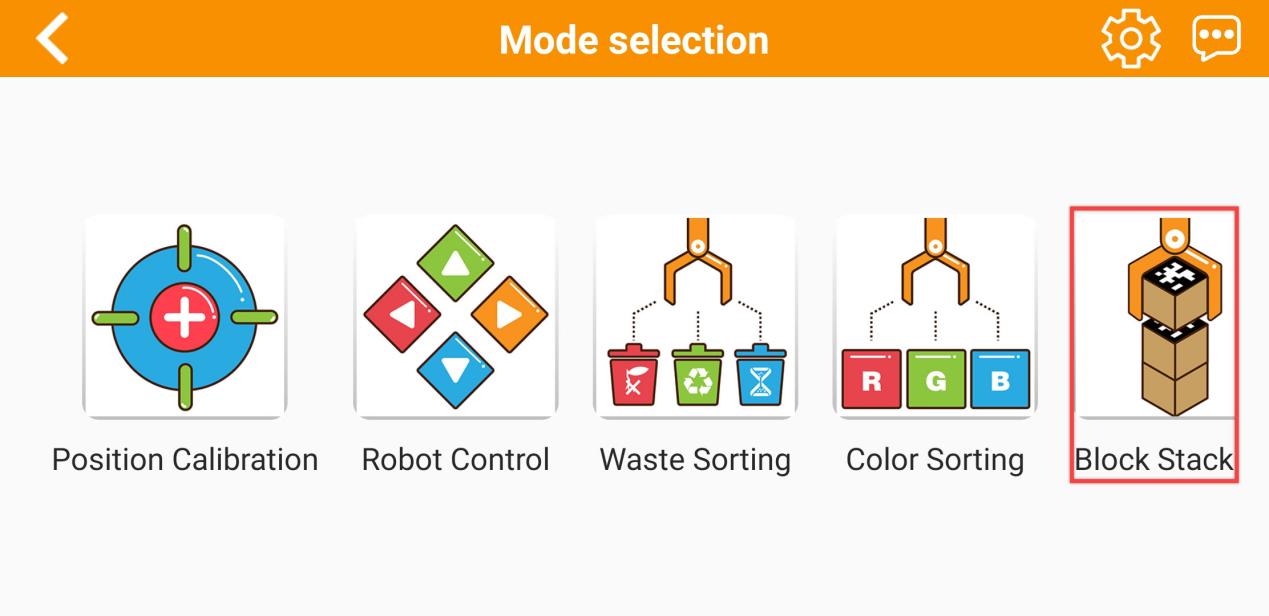 Mode selection
R G B
Position Calibration
Robot Control
Waste Sorting
Color Sorting
Block Stack